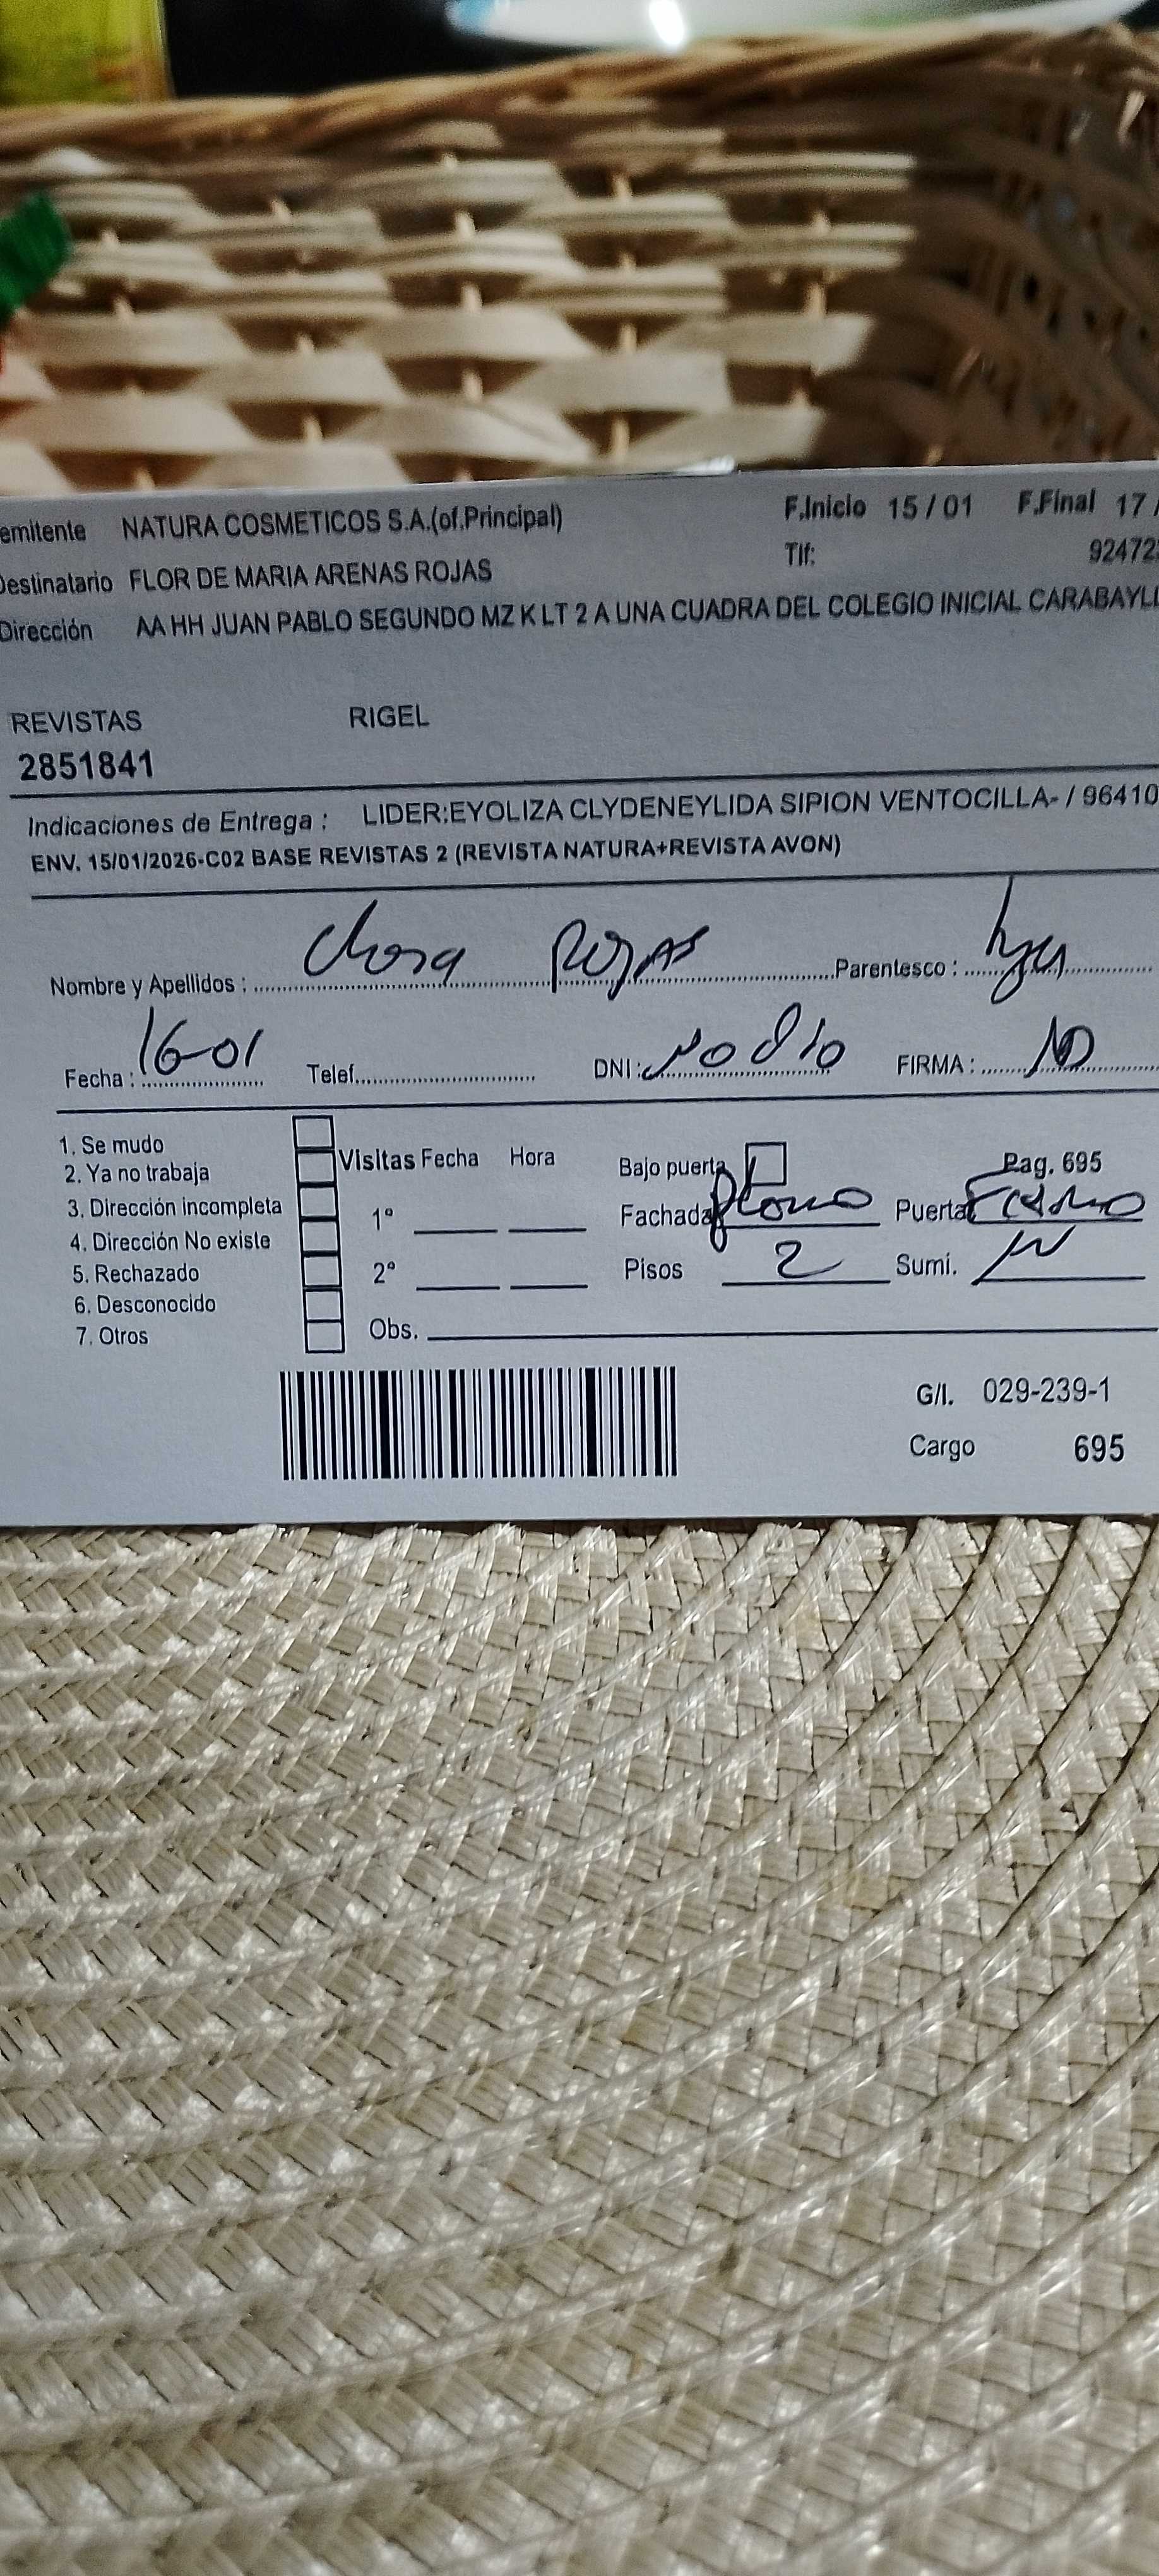 emitente NATURA COSMETICOS S.A.(of.Principal) F.Inicio 15 / 01 F.Final 17 /
Destinatario FLOR DE MARIA ARENAS ROJAS Tlf: 92472
Dirección AA HH JUAN PABLO SEGUNDO MZ K LT 2 A UNA CUADRA DEL COLEGIO INICIAL CARABAYLL
REVISTAS RIGEL
2851841
Indicaciones de Entrega : LIDER:EYOLIZA CLYDENEYLIDA SIPION VENTOCILLA- / 96410
ENV. 15/01/2026-C02 BASE REVISTAS 2 (REVISTA NATURA+REVISTA AVON)
Nombre y Apellidos : Rojas Parentesco :
Fecha : 16-01 Telef. DNI : FIRMA :
1. Se mudo
2. Ya no trabaja Visitas Fecha Hora Bajo puerta Pag. 695
3. Dirección incompleta 1° Fachada Plomo Puerta
4. Dirección No existe
5. Rechazado 2° Pisos 2 Sumi.
6. Desconocido
7. Otros Obs.
G/I. 029-239-1
Cargo 695